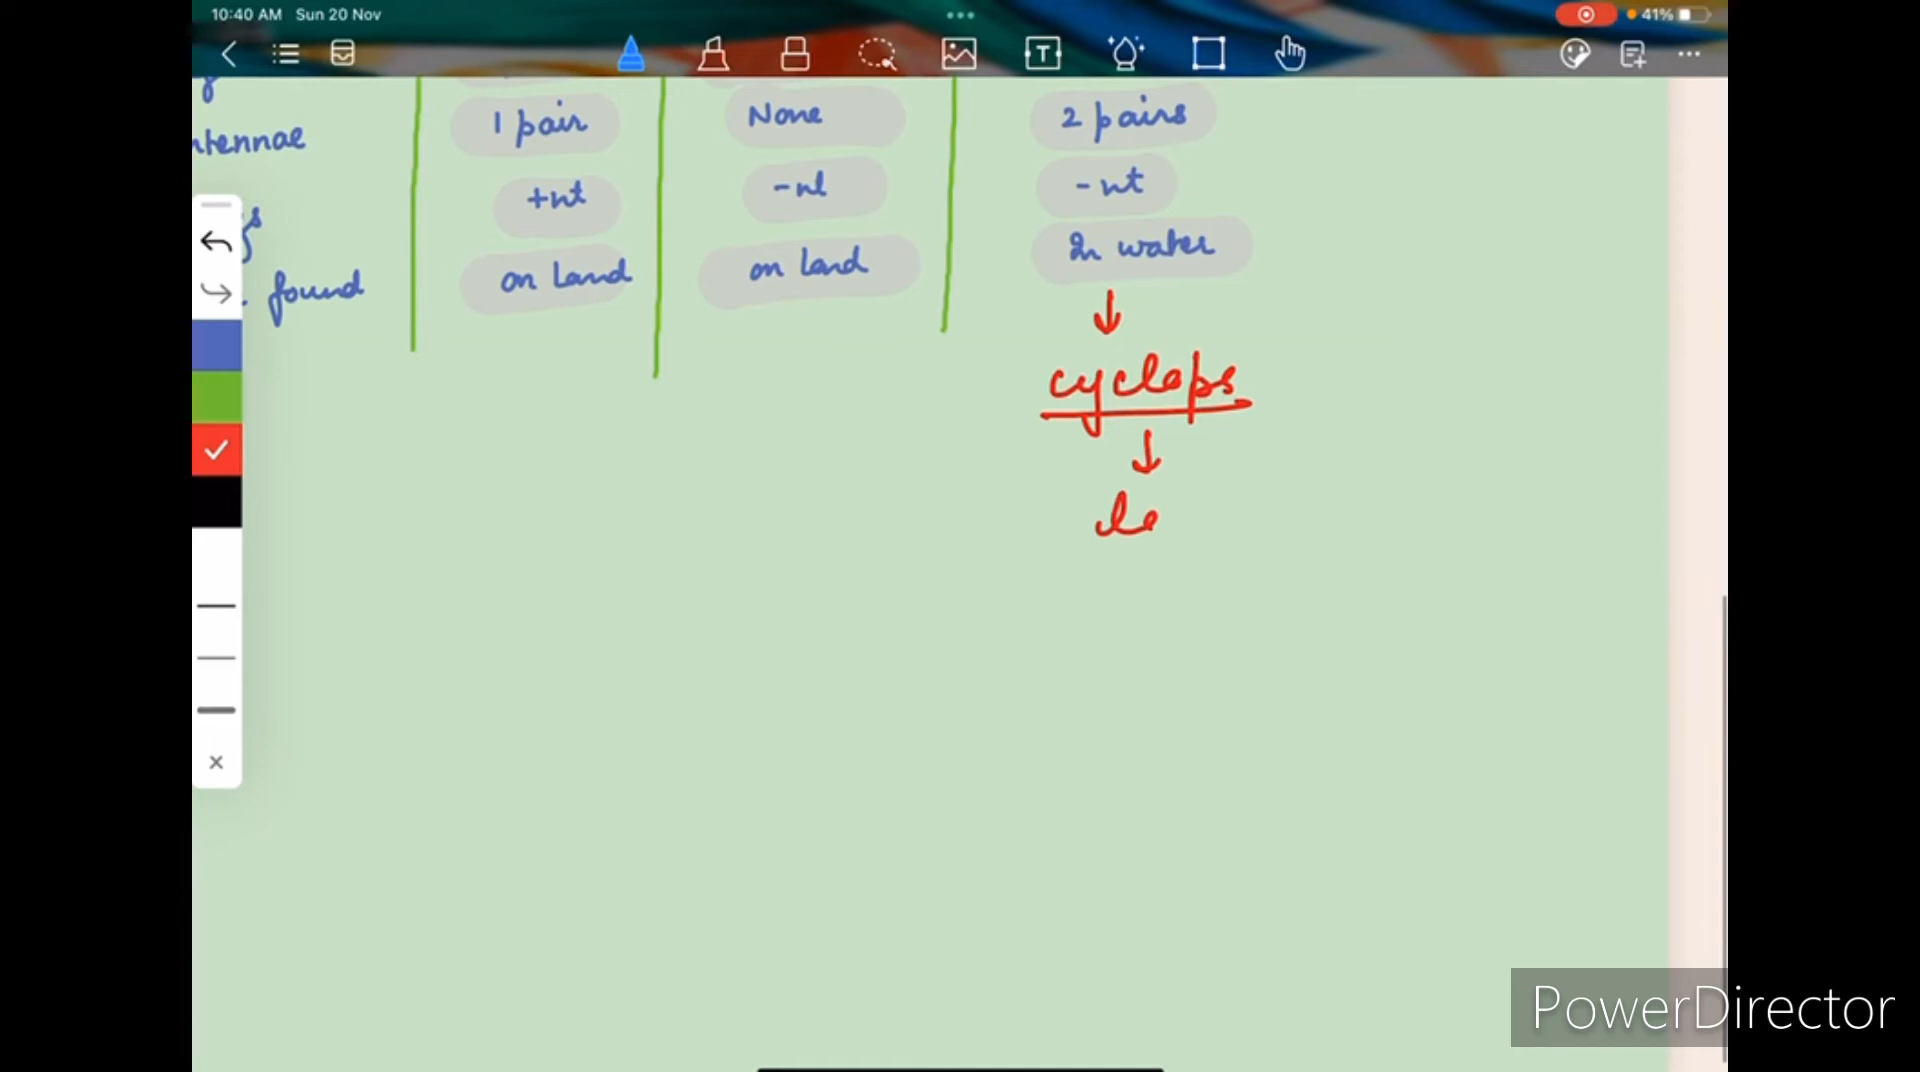 10:40 AM Sun 20 Nov
41%
ntennae 1 pair None 2 pairs
+nt -nt -nt
found on Land on land In water
cyclops
PowerDirector